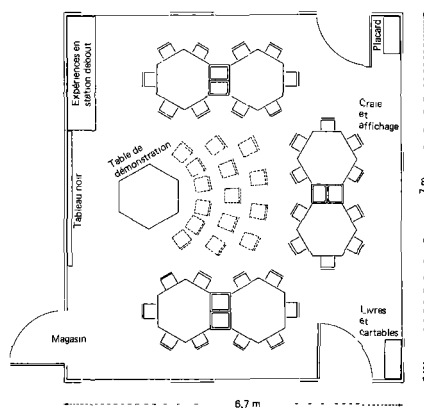 Expériences en
station debout
Placard
Craie
et
affichage
Table de
démonstration
Tableau noir
7 m
Livres
et
cartables
Magasin
6,7 m